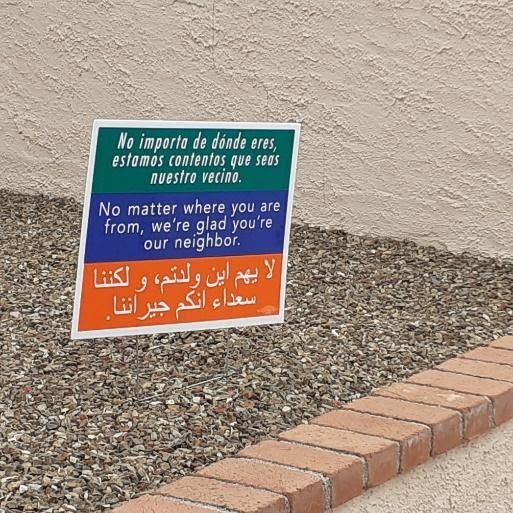 No importa de dónde eres,
estamos contentos que seas
nuestro vecino.
No matter where you are
from, we're glad you're
our neighbor.
لا يهم اين ولدتم، و لكننا
سعداء انكم جيراننا.